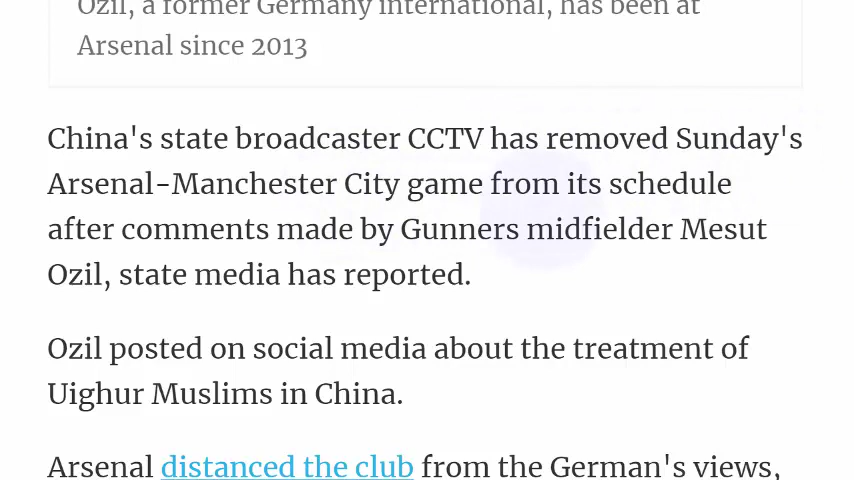 Ozil, a former Germany international, has been at
Arsenal since 2013
China's state broadcaster CCTV has removed Sunday's
Arsenal-Manchester City game from its schedule
after comments made by Gunners midfielder Mesut
Ozil, state media has reported.
Ozil posted on social media about the treatment of
Uighur Muslims in China.
Arsenal distanced the club from the German's views,